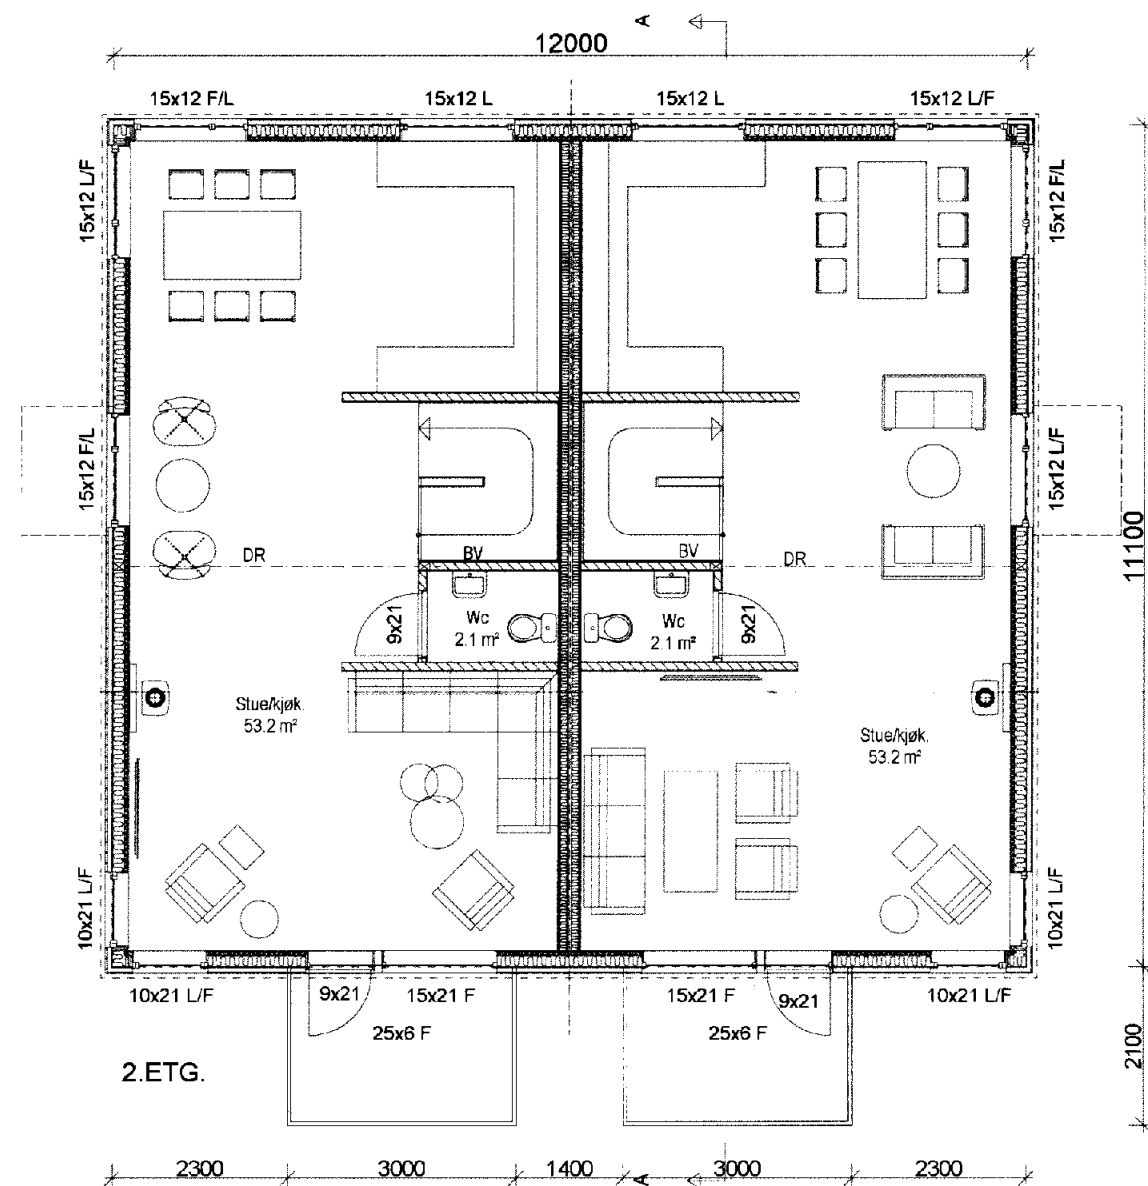 A
12000
15x12 F/L
15x12 L
15x12 L
15x12 L/F
15x12 L/F
15x12 F/L
15x12 F/L
15x12 L/F
DR
BV
BV
DR
11100
9x21
Wc
2.1 m²
Wc
2.1 m²
9x21
Stue/kjøk.
53.2 m²
Stue/kjøk.
53.2 m²
10x21 L/F
10x21 L/F
10x21 L/F
9x21
15x21 F
15x21 F
9x21
10x21 L/F
25x6 F
25x6 F
2100
2.ETG.
2300
3000
1400
A
3000
2300